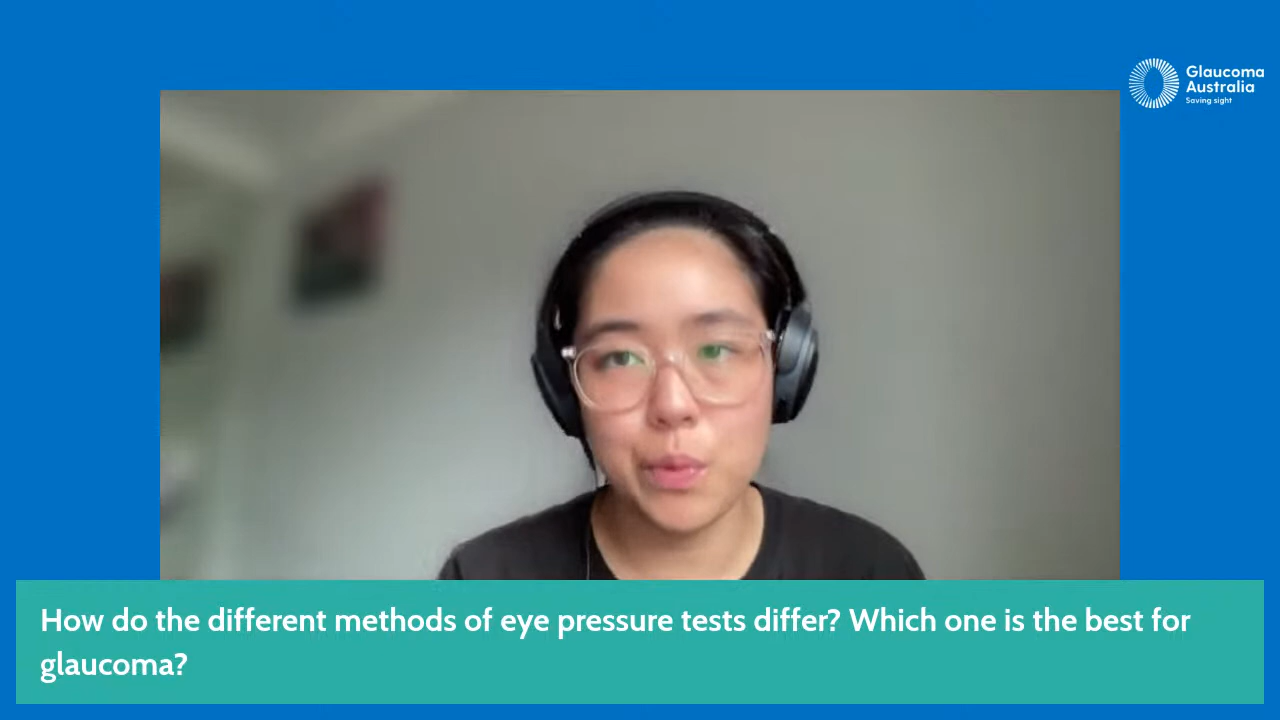 Glaucoma
Australia
Saving sight
How do the different methods of eye pressure tests differ? Which one is the best for
glaucoma?